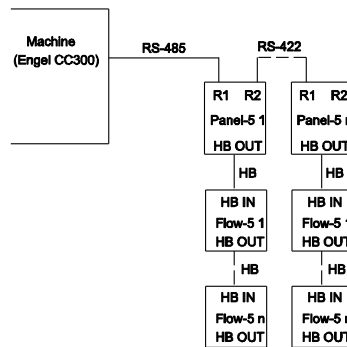 Machine
(Engel CC300)
RS-485
RS-422
R1 R2
R1 R2
Panel-5 1
Panel-5
HB OUT
HB OUT
HB
HB
HB IN
HB IN
Flow-5 1
Flow-5
HB OUT
HB OUT
HB
HB
HB IN
HB IN
Flow-5 n
Flow-5
HB OUT
HB OUT